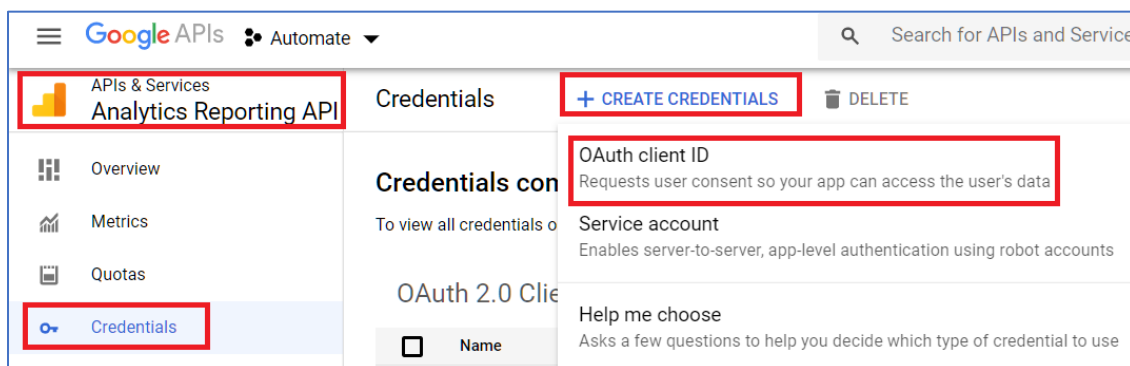 Google APIs Automate Search for APIs and Service
APIs & Services
Analytics Reporting API
Credentials + CREATE CREDENTIALS DELETE
Overview
Metrics
Quotas
Credentials
Credentials com
To view all credentials o
OAuth 2.0 Clie
Name
OAuth client ID
Requests user consent so your app can access the user's data
Service account
Enables server-to-server, app-level authentication using robot accounts
Help me choose
Asks a few questions to help you decide which type of credential to use